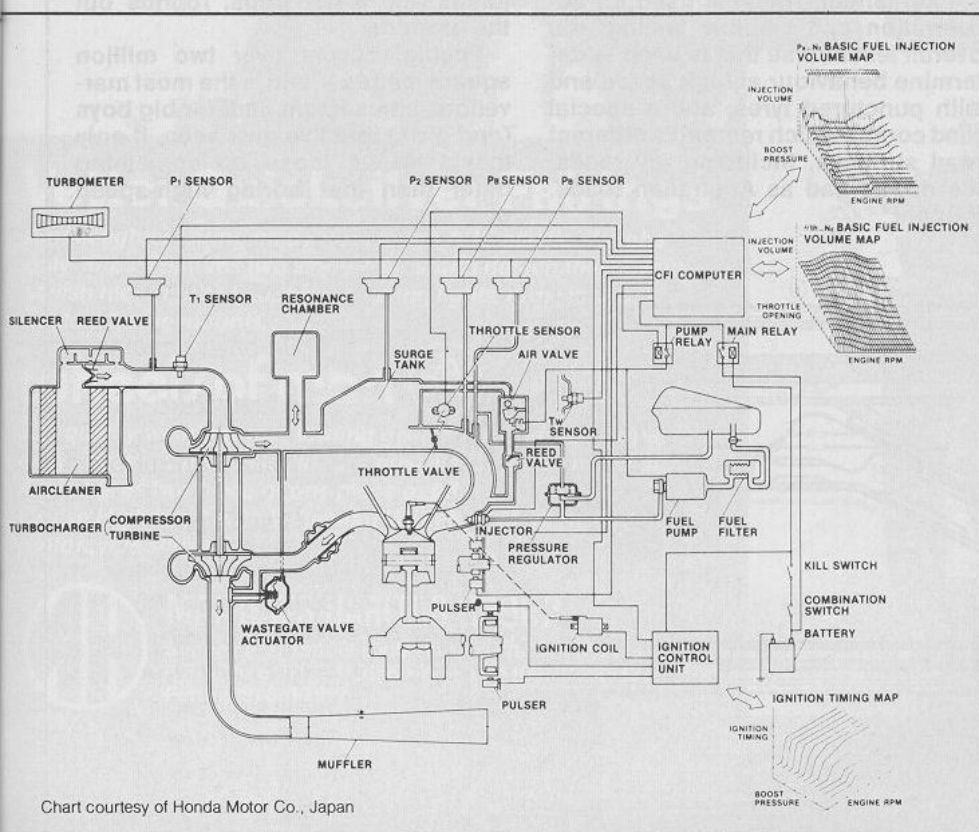 P₂–N₂ BASIC FUEL INJECTION
VOLUME MAP
INJECTION
VOLUME
BOOST
PRESSURE
ENGINE RPM
TURBOMETER
P₁ SENSOR
P₂ SENSOR
Pʙ SENSOR
Pʙ SENSOR
BASIC FUEL INJECTION
VOLUME MAP
INJECTION
VOLUME
CFI COMPUTER
THROTTLE
OPENING
ENGINE RPM
T₁ SENSOR
RESONANCE
CHAMBER
SILENCER
REED VALVE
THROTTLE SENSOR
PUMP
RELAY
MAIN RELAY
SURGE
TANK
AIR VALVE
Tw
SENSOR
REED
VALVE
THROTTLE VALVE
AIRCLEANER
TURBOCHARGER (
COMPRESSOR
TURBINE
INJECTOR
PRESSURE
REGULATOR
FUEL
PUMP
FUEL
FILTER
KILL SWITCH
COMBINATION
SWITCH
BATTERY
PULSER
WASTEGATE VALVE
ACTUATOR
IGNITION COIL
IGNITION
CONTROL
UNIT
PULSER
IGNITION TIMING MAP
IGNITION
TIMING
BOOST
PRESSURE
ENGINE RPM
MUFFLER
Chart courtesy of Honda Motor Co., Japan